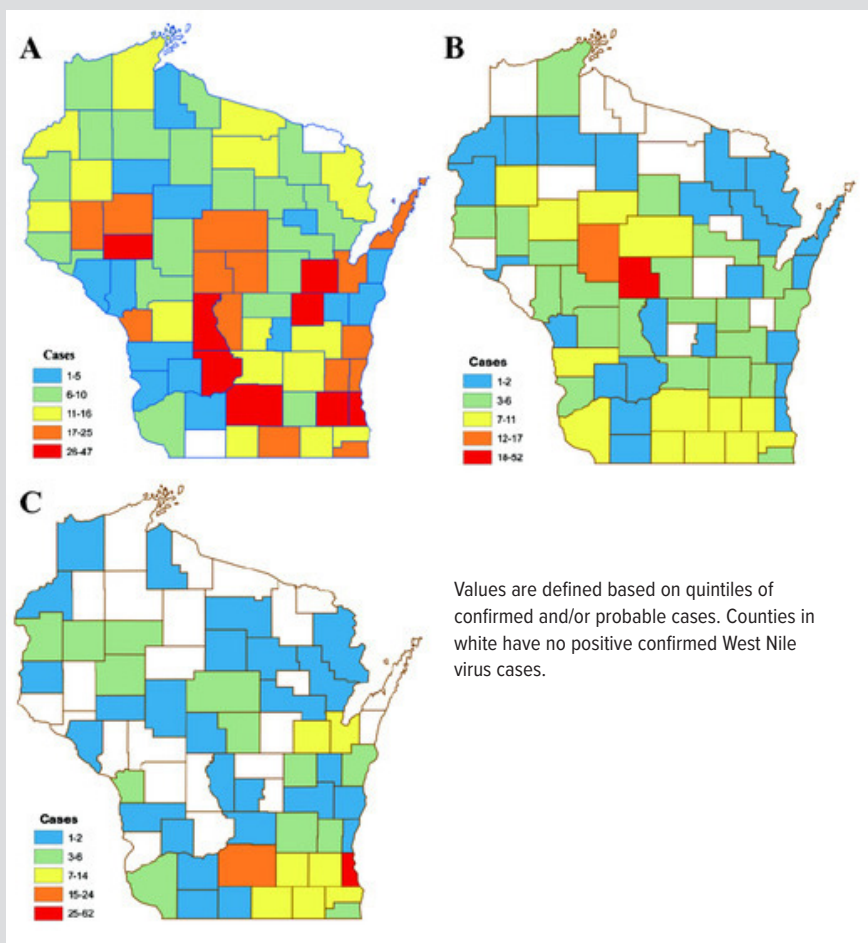 A
B
Cases
1-5
6-10
11-16
17-25
26-47
Cases
1-2
3-6
7-11
12-17
18-52
C
Values are defined based on quintiles of
confirmed and/or probable cases. Counties in
white have no positive confirmed West Nile
virus cases.
Cases
1-2
3-6
7-14
15-24
25-62